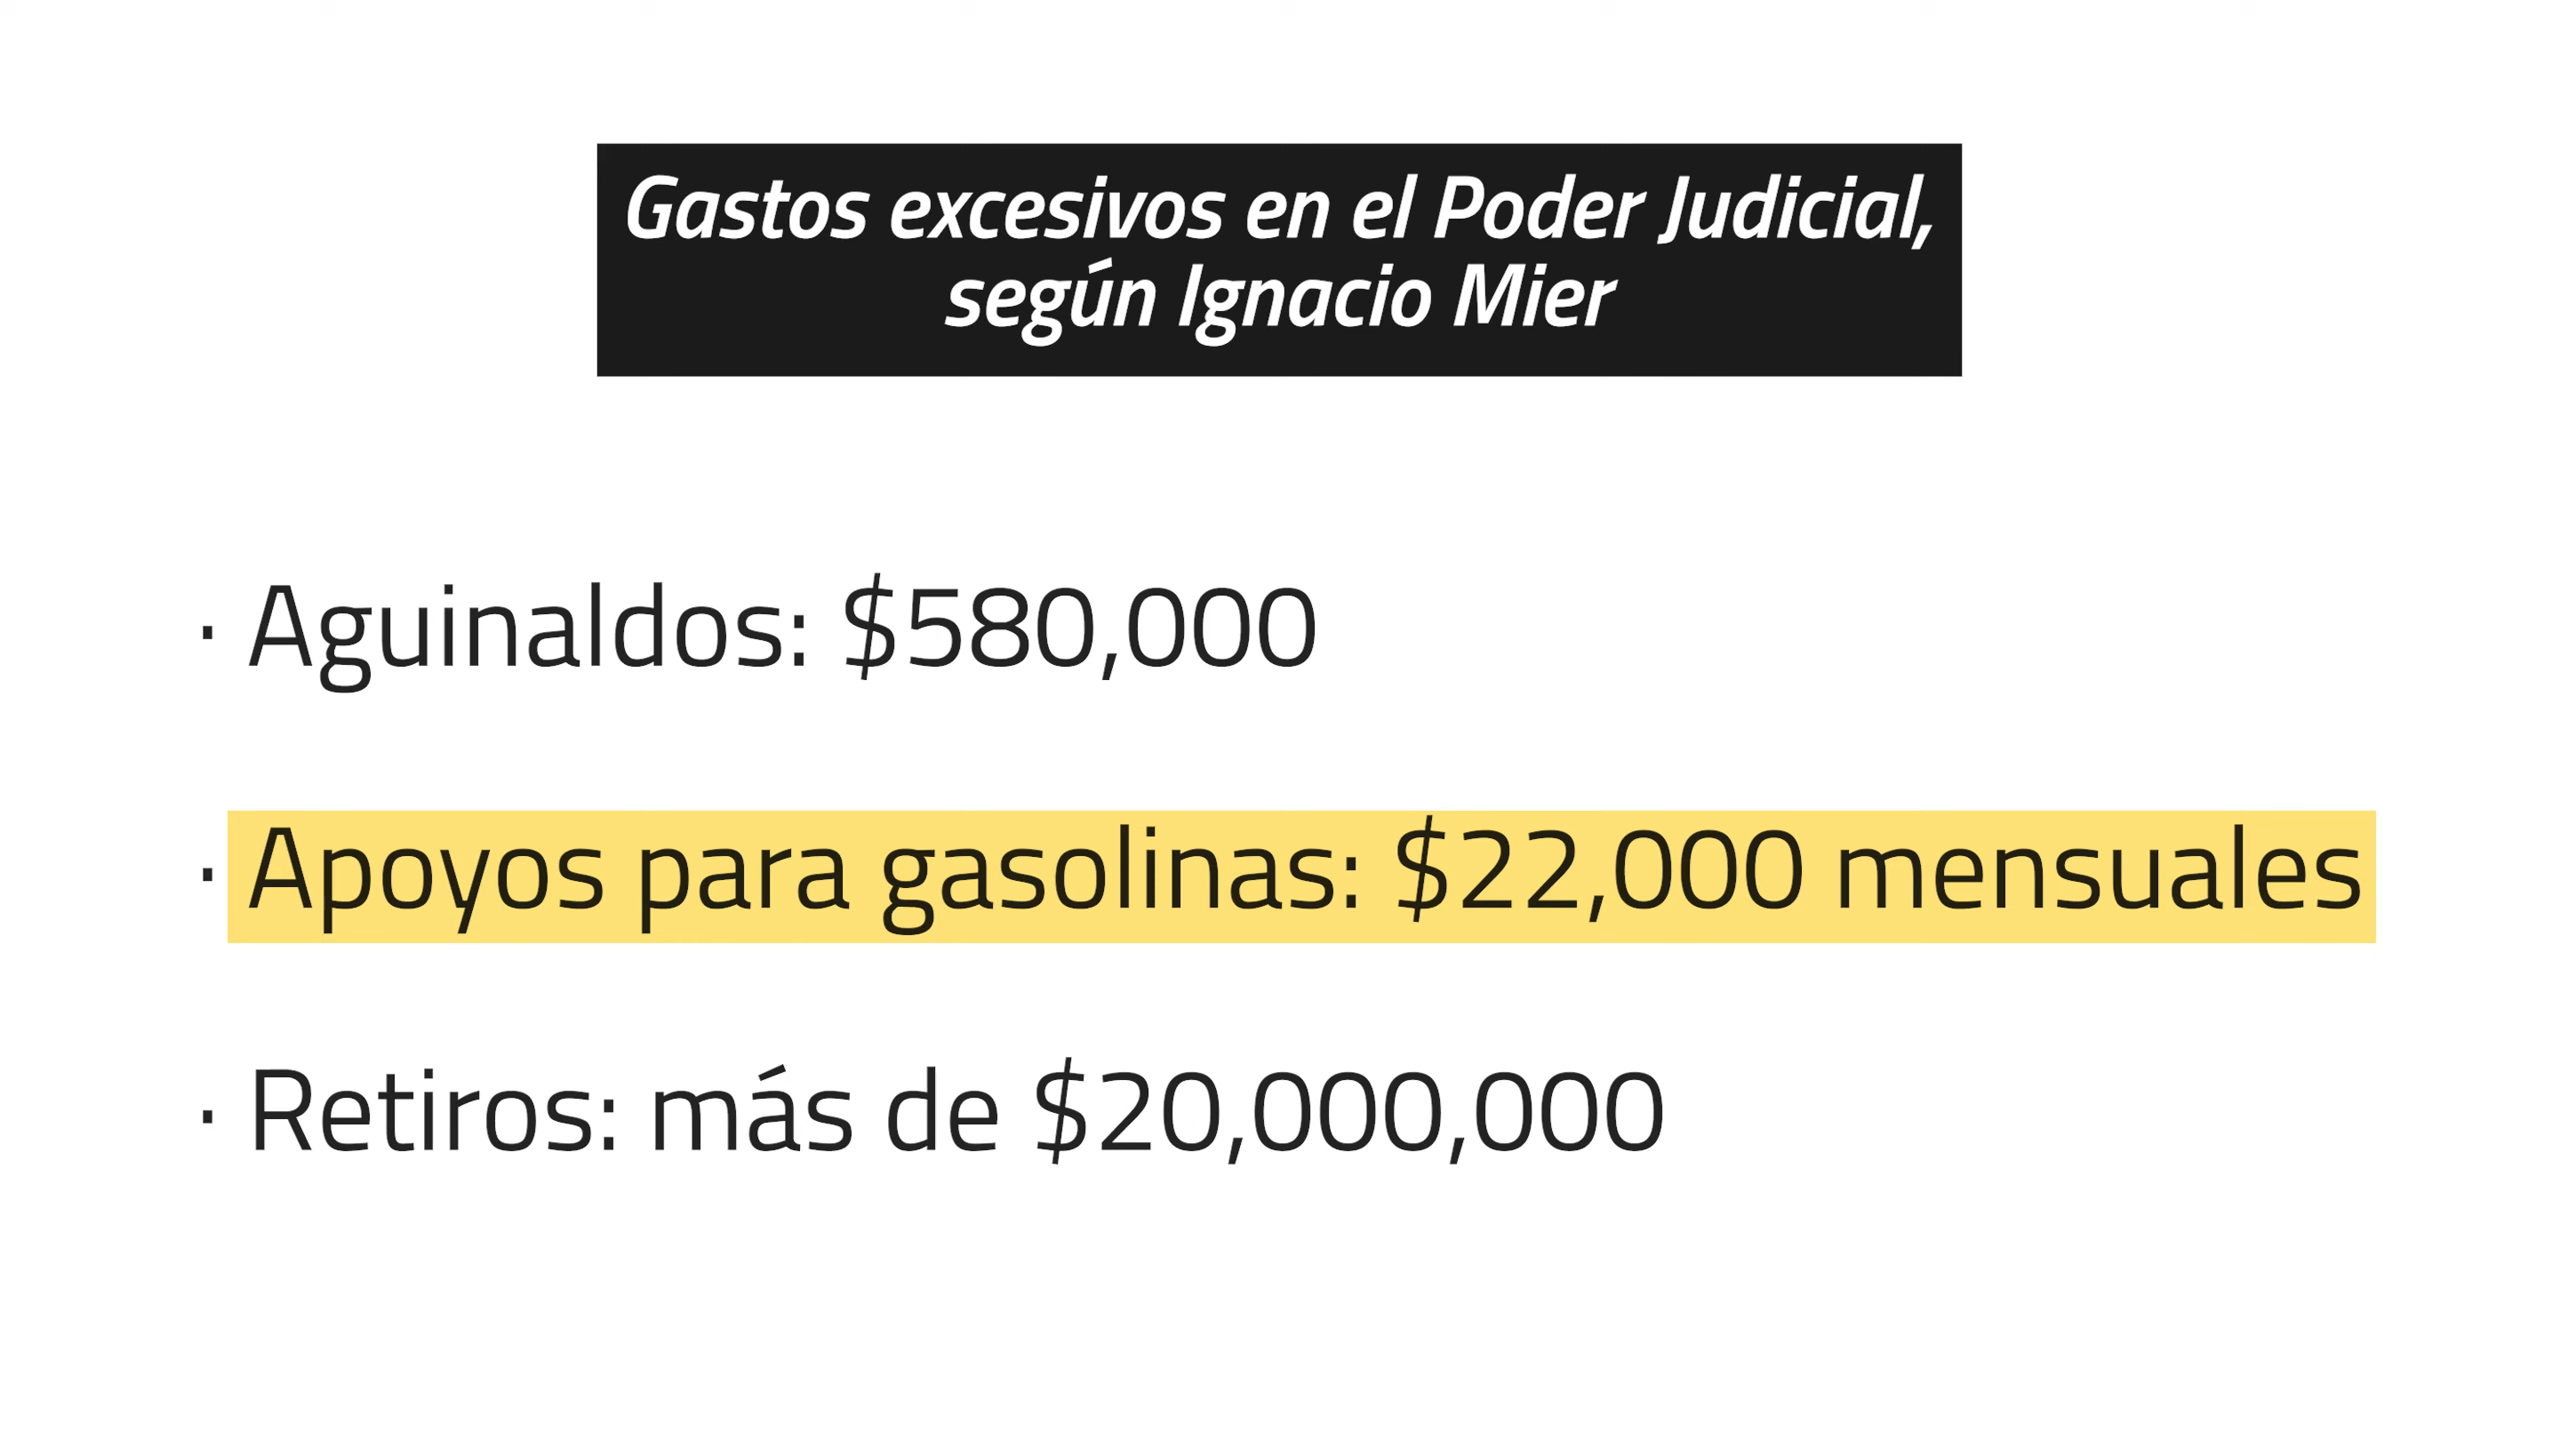 Gastos excesivos en el Poder Judicial,
según Ignacio Mier
· Aguinaldos: $580,000
· Apoyos para gasolinas: $22,000 mensuales
· Retiros: más de $20,000,000